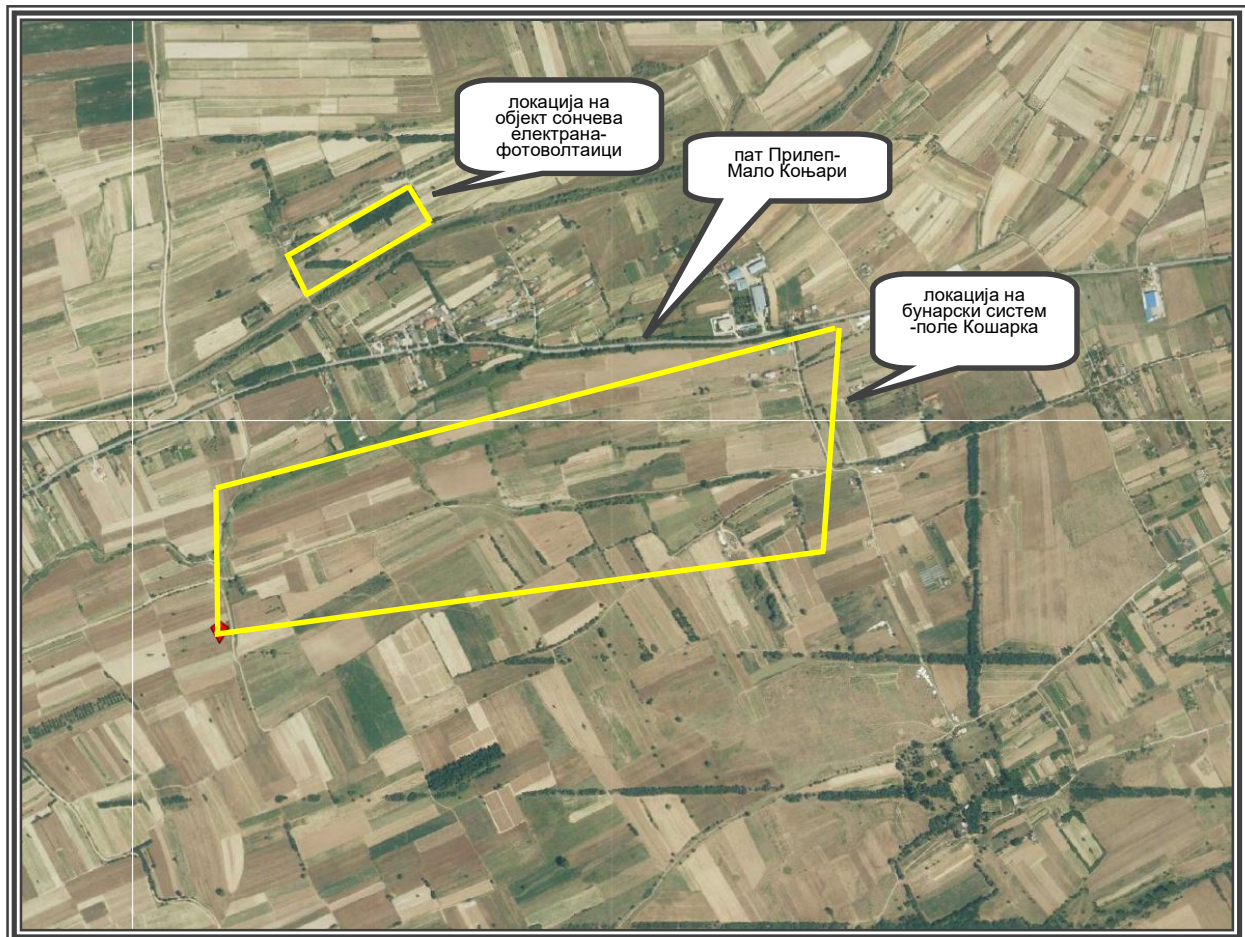 локација на
објект сончева
електрана-
фотоволтаици
пат Прилеп-
Мало Коњари
локација на
бунарски систем
-поле Кошарка